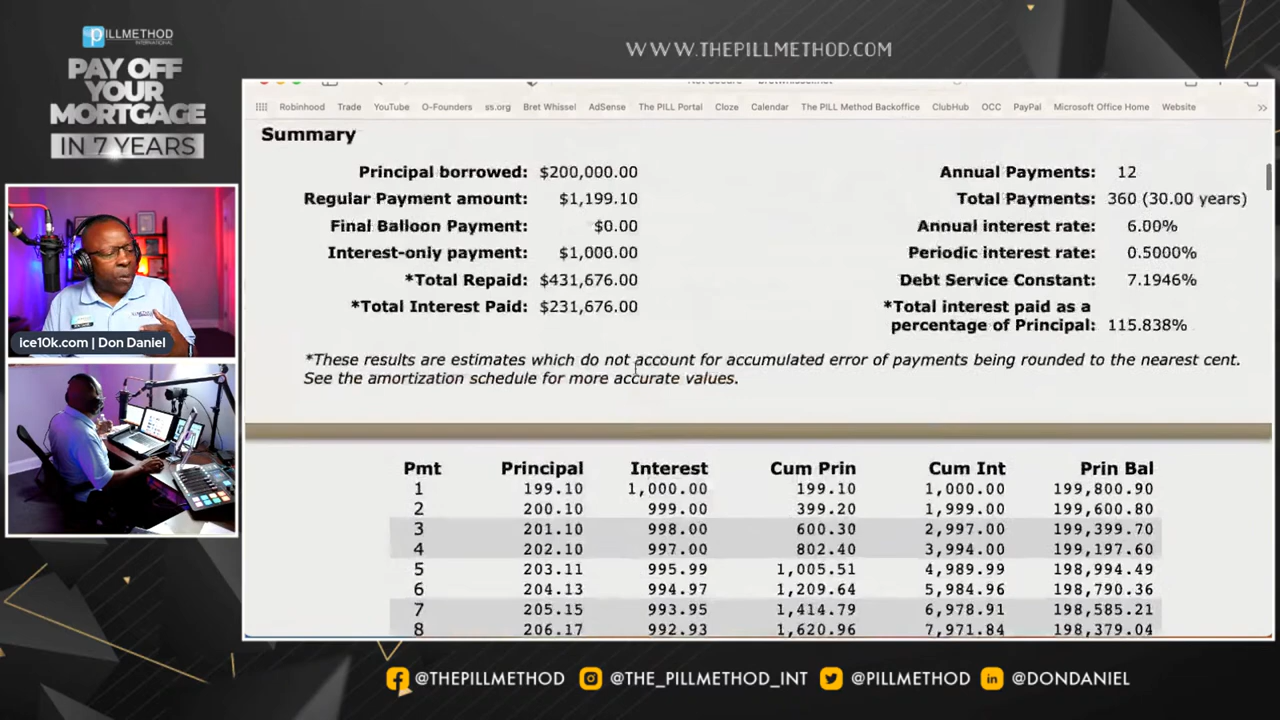 PILLMETHOD
INTERNATIONAL
PAY OFF
YOUR
MORTGAGE
IN 7 YEARS
WWW.THEPILLMETHOD.COM
Robinhood Trade YouTube O-Founders ss.org Bret Whissel AdSense The PILL Portal Cloze Calendar The PILL Method Backoffice ClubHub OCC PayPal Microsoft Office Home Website >>
Summary
Principal borrowed: $200,000.00 Annual Payments: 12
Regular Payment amount: $1,199.10 Total Payments: 360 (30.00 years)
Final Balloon Payment: $0.00 Annual interest rate: 6.00%
Interest-only payment: $1,000.00 Periodic interest rate: 0.5000%
*Total Repaid: $431,676.00 Debt Service Constant: 7.1946%
*Total Interest Paid: $231,676.00 *Total interest paid as a
percentage of Principal: 115.838%
*These results are estimates which do not account for accumulated error of payments being rounded to the nearest cent.
See the amortization schedule for more accurate values.
Pmt Principal Interest Cum Prin Cum Int Prin Bal
1 199.10 1,000.00 199.10 1,000.00 199,800.90
2 200.10 999.00 399.20 1,999.00 199,600.80
3 201.10 998.00 600.30 2,997.00 199,399.70
4 202.10 997.00 802.40 3,994.00 199,197.60
5 203.11 995.99 1,005.51 4,989.99 198,994.49
6 204.13 994.97 1,209.64 5,984.96 198,790.36
7 205.15 993.95 1,414.79 6,978.91 198,585.21
8 206.17 992.93 1,620.96 7,971.84 198,379.04
ice10k.com | Don Daniel
@THEPILLMETHOD @THE_PILLMETHOD_INT @PILLMETHOD @DONDANIEL